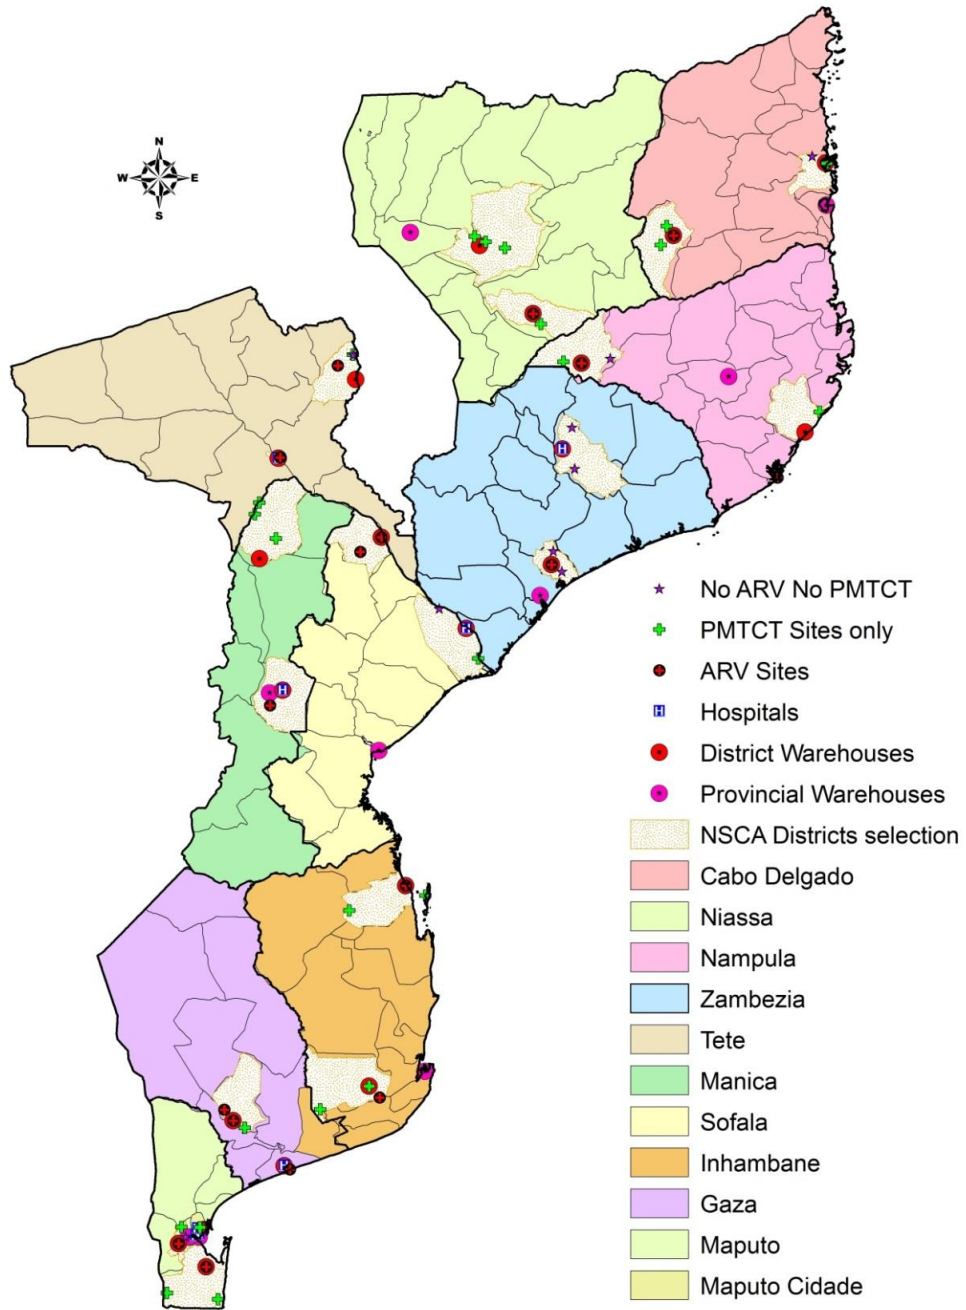 N
W E
S
No ARV No PMTCT
PMTCT Sites only
ARV Sites
H Hospitals
District Warehouses
Provincial Warehouses
NSCA Districts selection
Cabo Delgado
Niassa
Nampula
Zambezia
Tete
Manica
Sofala
Inhambane
Gaza
Maputo
Maputo Cidade
H
H
H